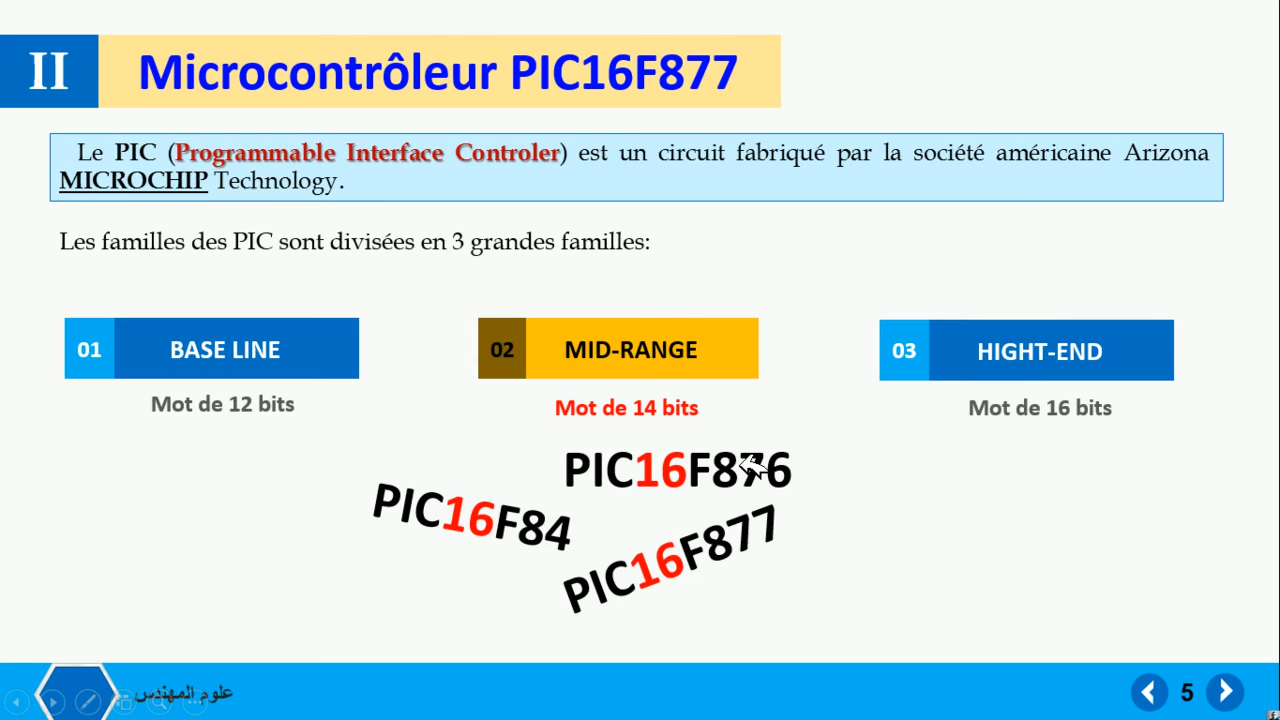 II
Microcontrôleur PIC16F877
Le PIC (Programmable Interface Controler) est un circuit fabriqué par la société américaine Arizona
MICROCHIP Technology.
Les familles des PIC sont divisées en 3 grandes familles:
01 BASE LINE
02 MID-RANGE
03 HIGHT-END
Mot de 12 bits
Mot de 14 bits
Mot de 16 bits
PIC16F876
PIC16F84
PIC16F877
علوم المهندس
5